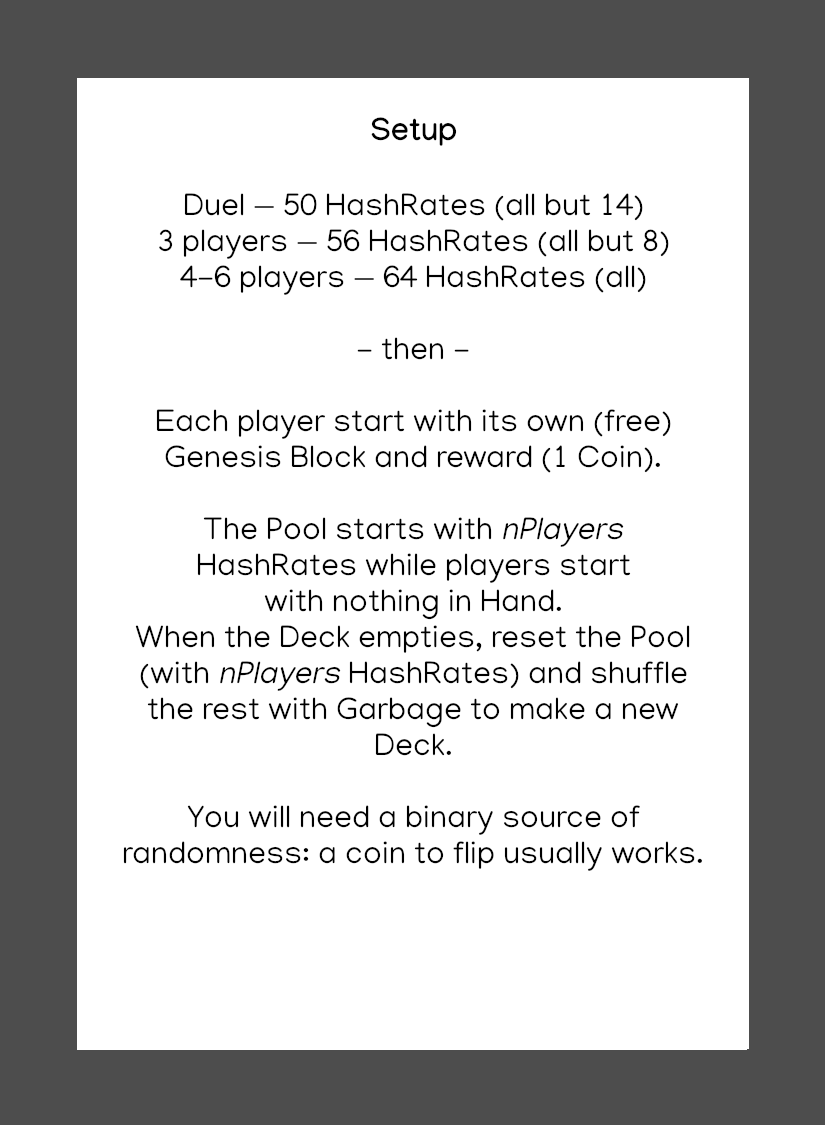 Setup
Duel — 50 HashRates (all but 14)
3 players — 56 HashRates (all but 8)
4–6 players — 64 HashRates (all)
– then –
Each player start with its own (free)
Genesis Block and reward (1 Coin).
The Pool starts with nPlayers
HashRates while players start
with nothing in Hand.
When the Deck empties, reset the Pool
(with nPlayers HashRates) and shuffle
the rest with Garbage to make a new
Deck.
You will need a binary source of
randomness: a coin to flip usually works.